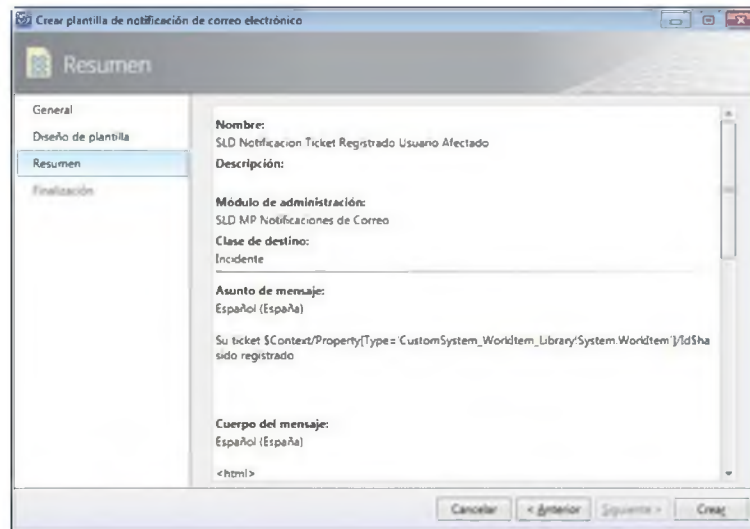 Crear plantilla de notificación de correo electrónico
Resumen
General
Diseño de plantilla
Resumen
Finalización
Nombre:
SLD Notificacion Ticket Registrado Usuario Afectado
Descripción:
Módulo de administración:
SLD MP Notificaciones de Correo
Clase de destino:
Incidente
Asunto de mensaje:
Español (España)
Su ticket $Context/Property[Type='CustomSystem_WorkItem_Library!System.WorkItem']/Id$ha
sido registrado
Cuerpo del mensaje:
Español (España)
<html>
Cancelar
< Anterior
Siguiente >
Crear